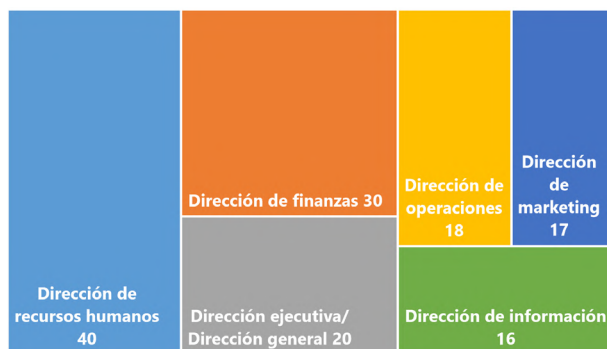 Dirección de
recursos humanos
40
Dirección de finanzas 30
Dirección ejecutiva/
Dirección general 20
Dirección de
operaciones
18
Dirección
de
marketing
17
Dirección de información
16